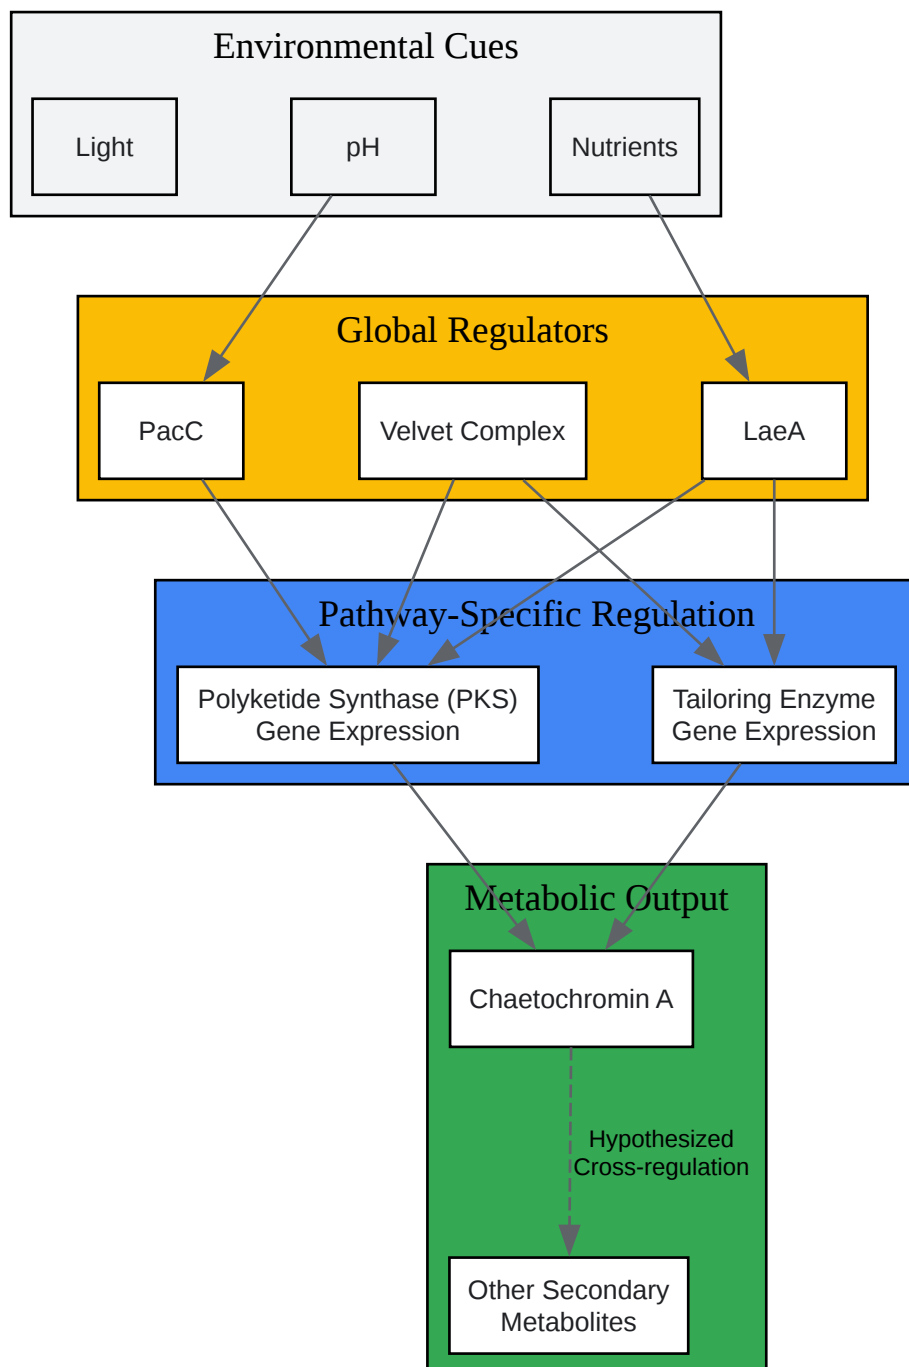 Environmental Cues
Light
pH
Nutrients
Global Regulators
PacC
Velvet Complex
LaeA
Pathway-Specific Regulation
Polyketide Synthase (PKS)
Gene Expression
Tailoring Enzyme
Gene Expression
Metabolic Output
Chaetochromin A
Hypothesized
Cross-regulation
Other Secondary
Metabolites